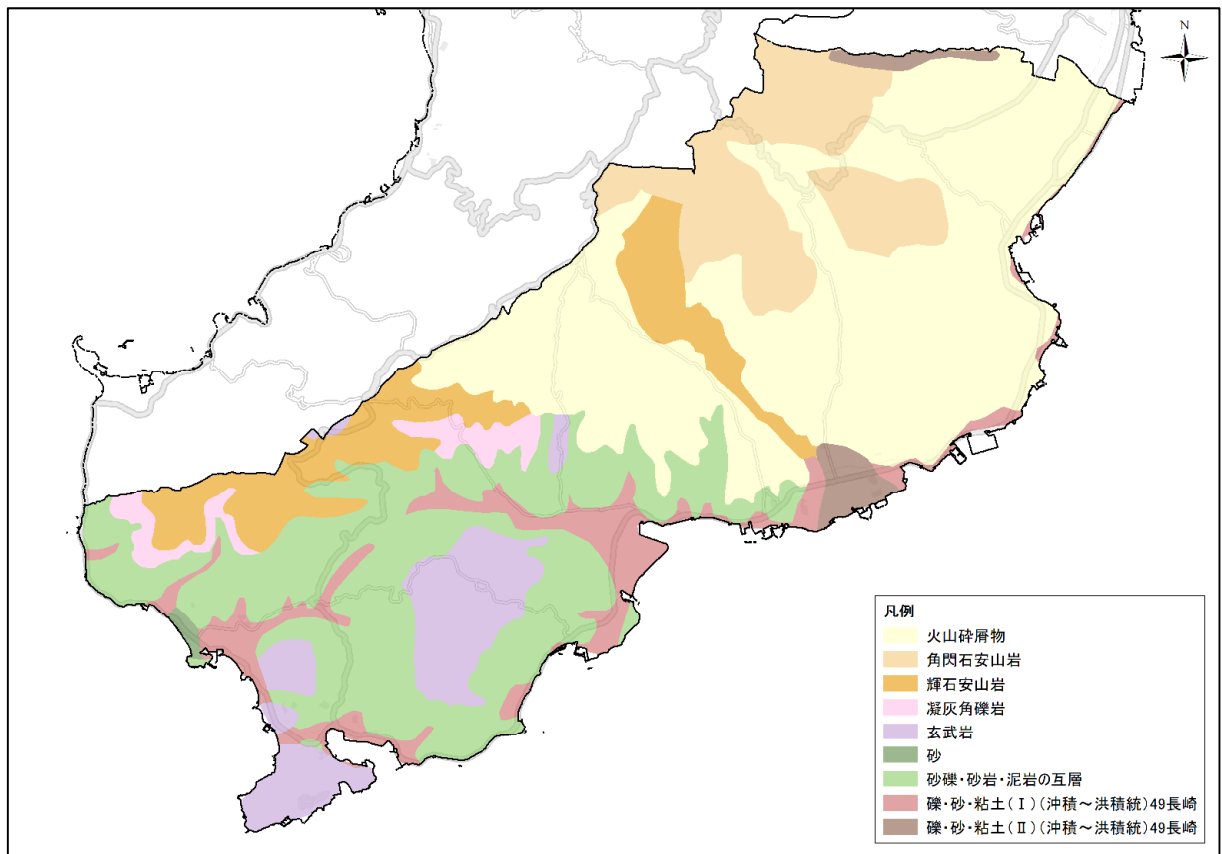 N
凡例
火山砕屑物
角閃石安山岩
輝石安山岩
凝灰角礫岩
玄武岩
砂
砂礫・砂岩・泥岩の互層
礫・砂・粘土(Ⅰ)(沖積～洪積統)49長崎
礫・砂・粘土(Ⅱ)(沖積～洪積統)49長崎